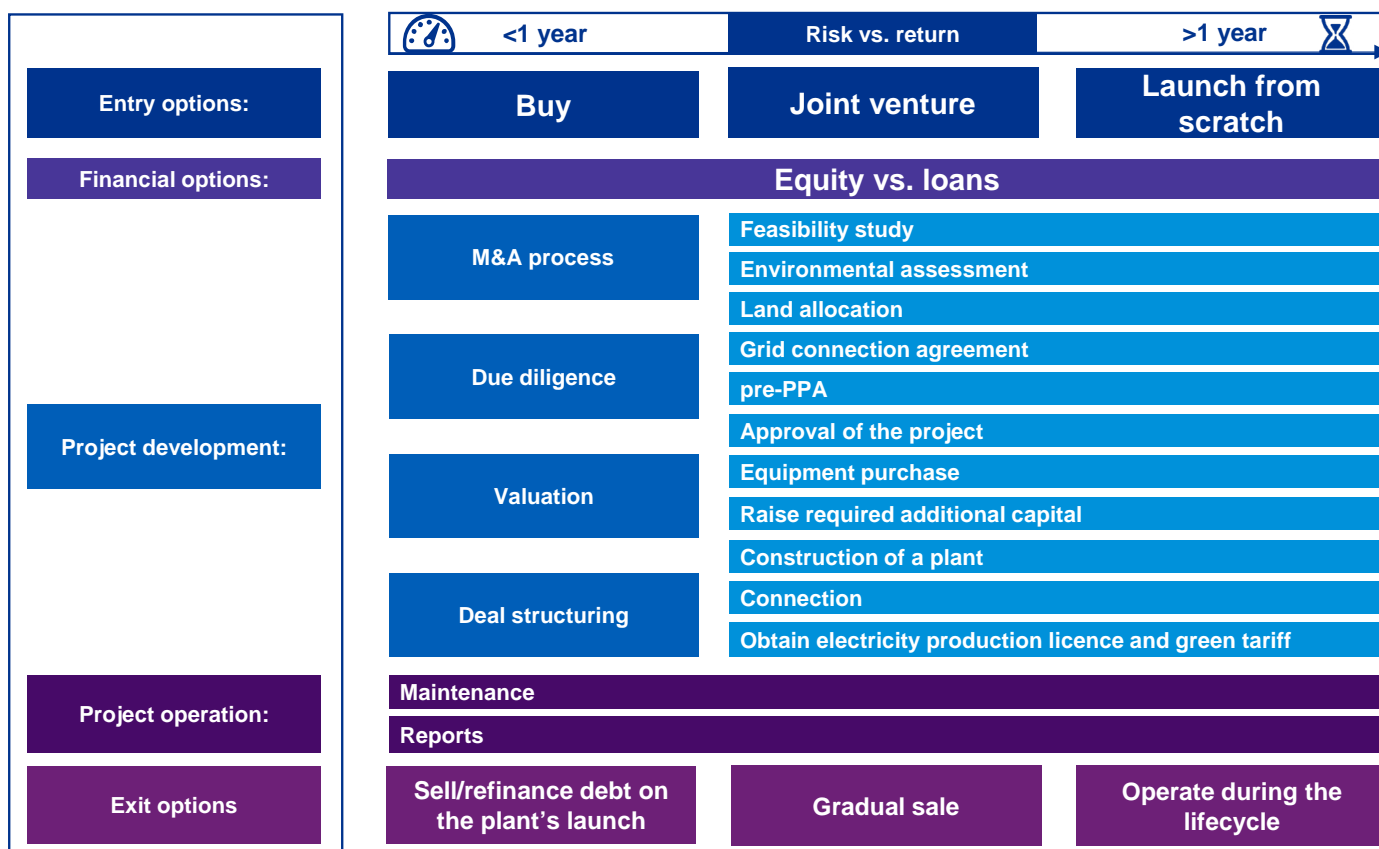 <1 year
Risk vs. return
>1 year
Entry options:
Buy
Joint venture
Launch from
scratch
Financial options:
Equity vs. loans
Project development:
M&A process
Due diligence
Valuation
Deal structuring
Feasibility study
Environmental assessment
Land allocation
Grid connection agreement
pre-PPA
Approval of the project
Equipment purchase
Raise required additional capital
Construction of a plant
Connection
Obtain electricity production licence and green tariff
Project operation:
Maintenance
Reports
Exit options
Sell/refinance debt on
the plant’s launch
Gradual sale
Operate during the
lifecycle